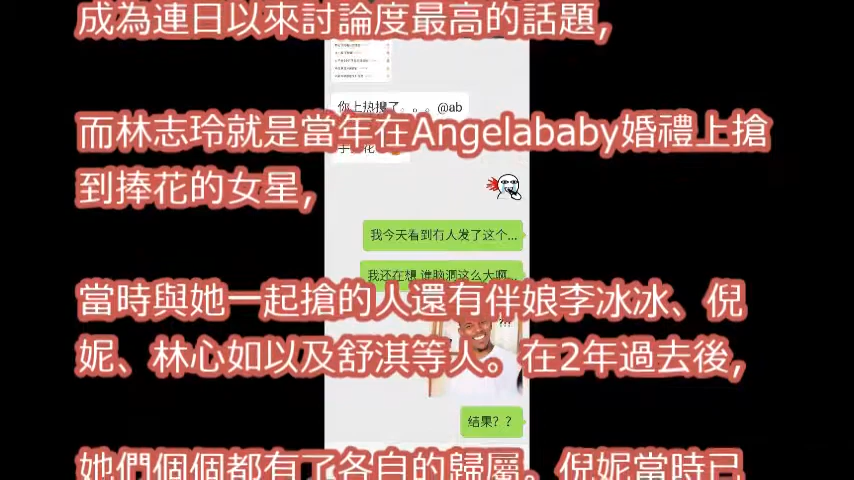 成為連日以來討論度最高的話題，
你上热搜了。。。@ab
而林志玲就是當年在Angelababy婚禮上搶
到捧花的女星，
我今天看到有人发了这个...
我还在想 谁脑洞这么大啊...
當時與她一起搶的人還有伴娘李冰冰、倪
???
妮、林心如以及舒淇等人。在2年過去後，
结果？？
她們個個都有了各自的歸屬。倪妮當時已